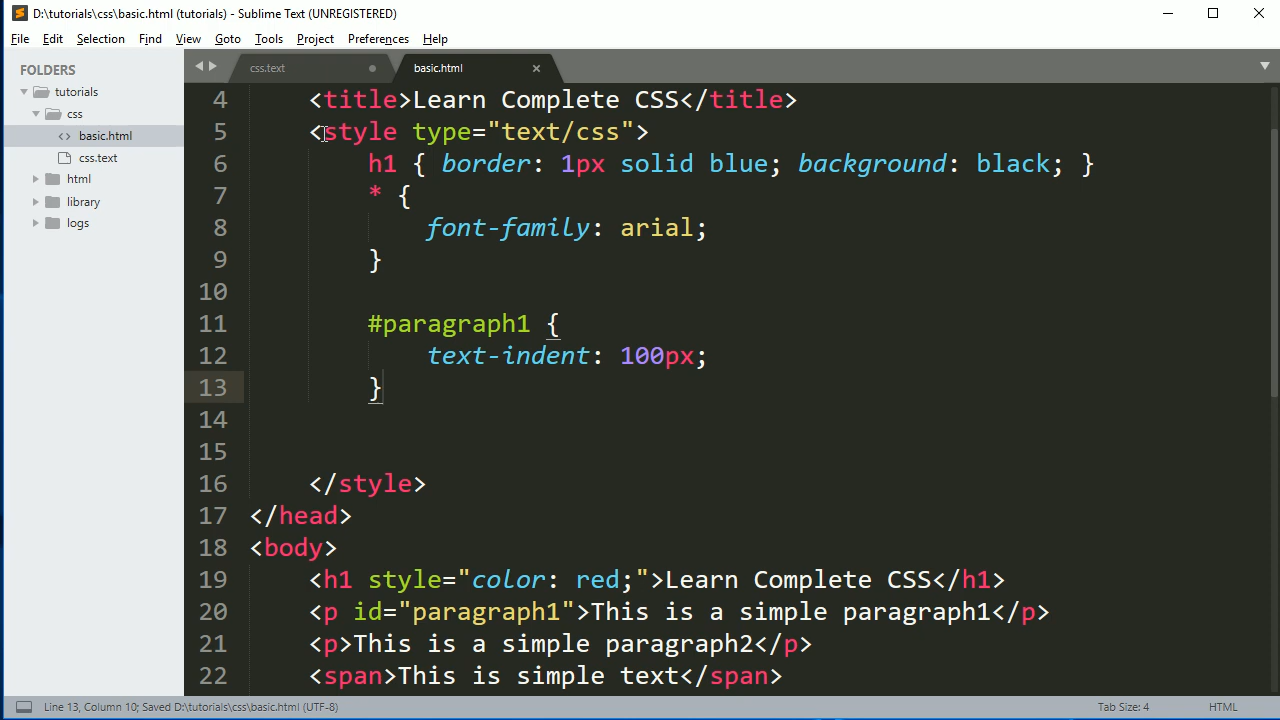 D:\tutorials\css\basic.html (tutorials) - Sublime Text (UNREGISTERED)
File Edit Selection Find View Goto Tools Project Preferences Help
FOLDERS
tutorials
css
basic.html
css.text
html
library
logs
css.text basic.html
4 <title>Learn Complete CSS</title>
5 <style type="text/css">
6 h1 { border: 1px solid blue; background: black; }
7 * {
8 font-family: arial;
9 }
10
11 #paragraph1 {
12 text-indent: 100px;
13 }
14
15
16 </style>
17 </head>
18 <body>
19 <h1 style="color: red;">Learn Complete CSS</h1>
20 <p id="paragraph1">This is a simple paragraph1</p>
21 <p>This is a simple paragraph2</p>
22 <span>This is simple text</span>
Line 13, Column 10; Saved D:\tutorials\css\basic.html (UTF-8) Tab Size: 4 HTML